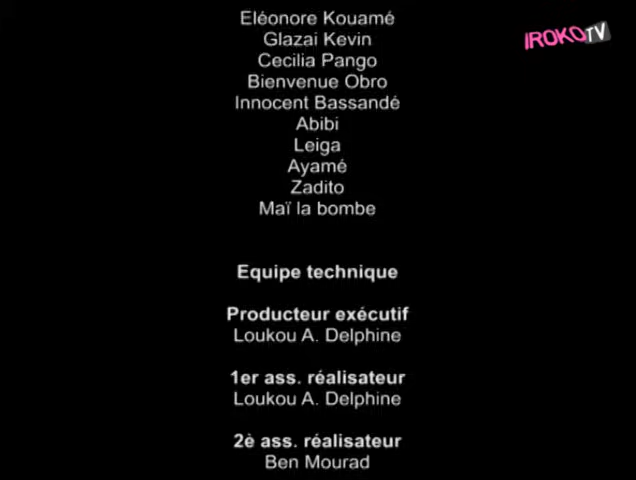 Eléonore Kouamé
Glazai Kevin
Cecilia Pango
Bienvenue Obro
Innocent Bassandé
Abibi
Leiga
Ayamé
Zadito
Maï la bombe
Equipe technique
Producteur exécutif
Loukou A. Delphine
1er ass. réalisateur
Loukou A. Delphine
2è ass. réalisateur
Ben Mourad
IROKOTV